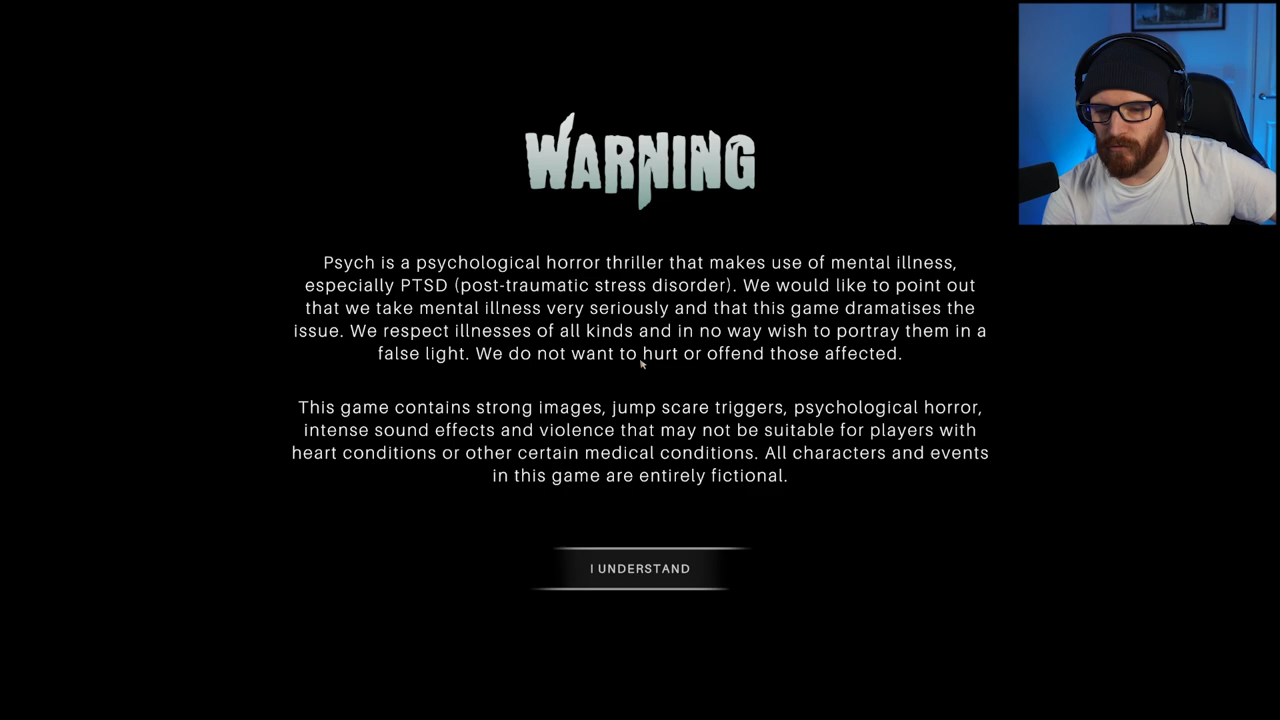 WARNING
Psych is a psychological horror thriller that makes use of mental illness,
especially PTSD (post-traumatic stress disorder). We would like to point out
that we take mental illness very seriously and that this game dramatises the
issue. We respect illnesses of all kinds and in no way wish to portray them in a
false light. We do not want to hurt or offend those affected.
This game contains strong images, jump scare triggers, psychological horror,
intense sound effects and violence that may not be suitable for players with
heart conditions or other certain medical conditions. All characters and events
in this game are entirely fictional.
I UNDERSTAND